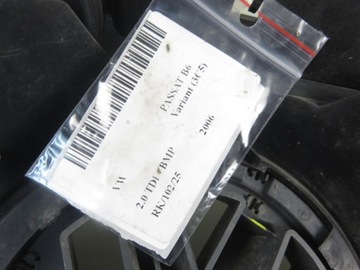 VW
PASSAT B6
Variant (3C5)
2.0 TDI BMP
2006
RK/102/25